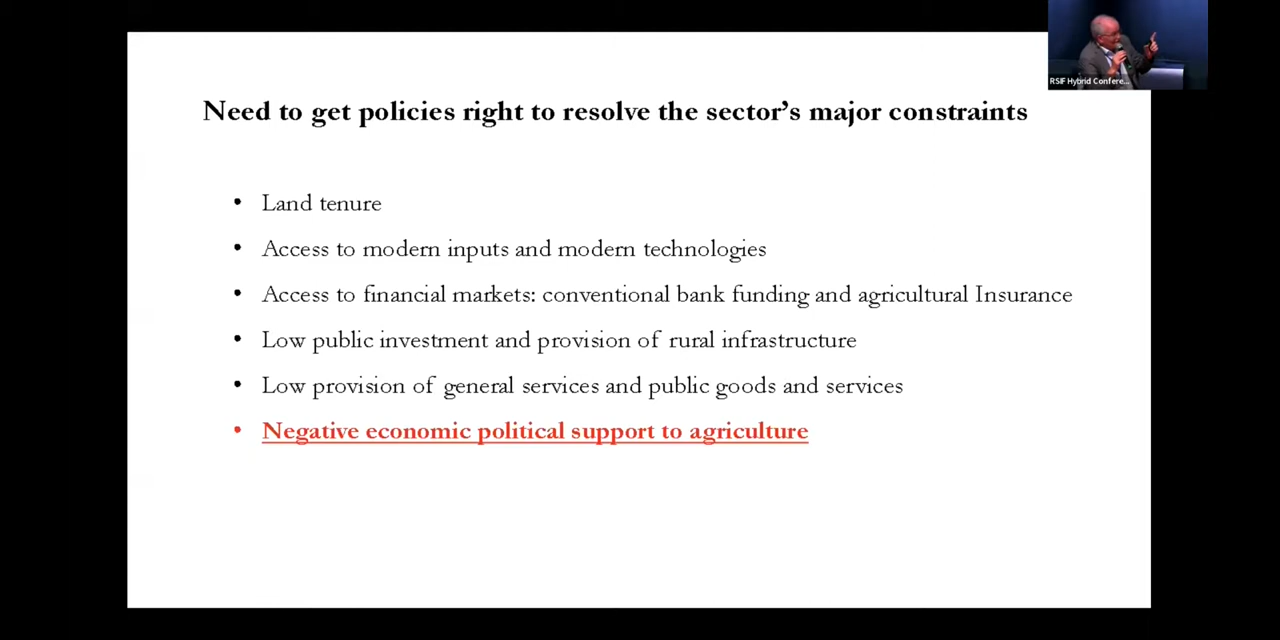 RSIF Hybrid Confere...
Need to get policies right to resolve the sector's major constraints
• Land tenure
• Access to modern inputs and modern technologies
• Access to financial markets: conventional bank funding and agricultural Insurance
• Low public investment and provision of rural infrastructure
• Low provision of general services and public goods and services
• Negative economic political support to agriculture